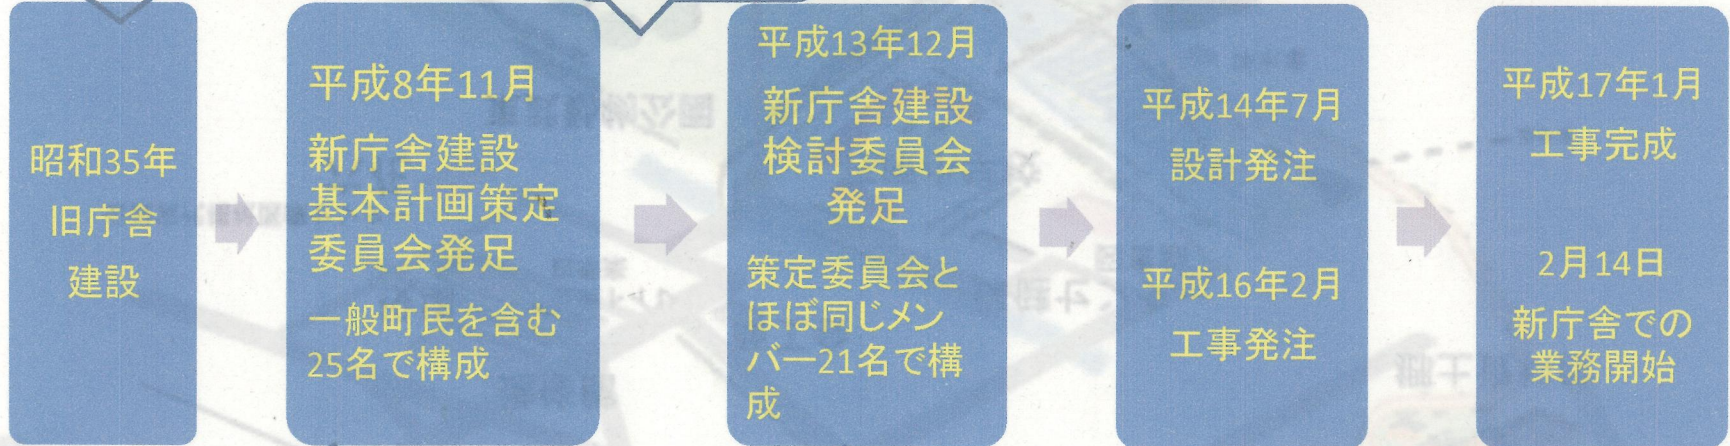 昭和35年
旧庁舎
建設
平成8年11月
新庁舎建設
基本計画策定
委員会発足
一般町民を含む
25名で構成
平成13年12月
新庁舎建設
検討委員会
発足
策定委員会と
ほぼ同じメン
バー21名で構
成
平成14年7月
設計発注
平成16年2月
工事発注
平成17年1月
工事完成
2月14日
新庁舎での
業務開始